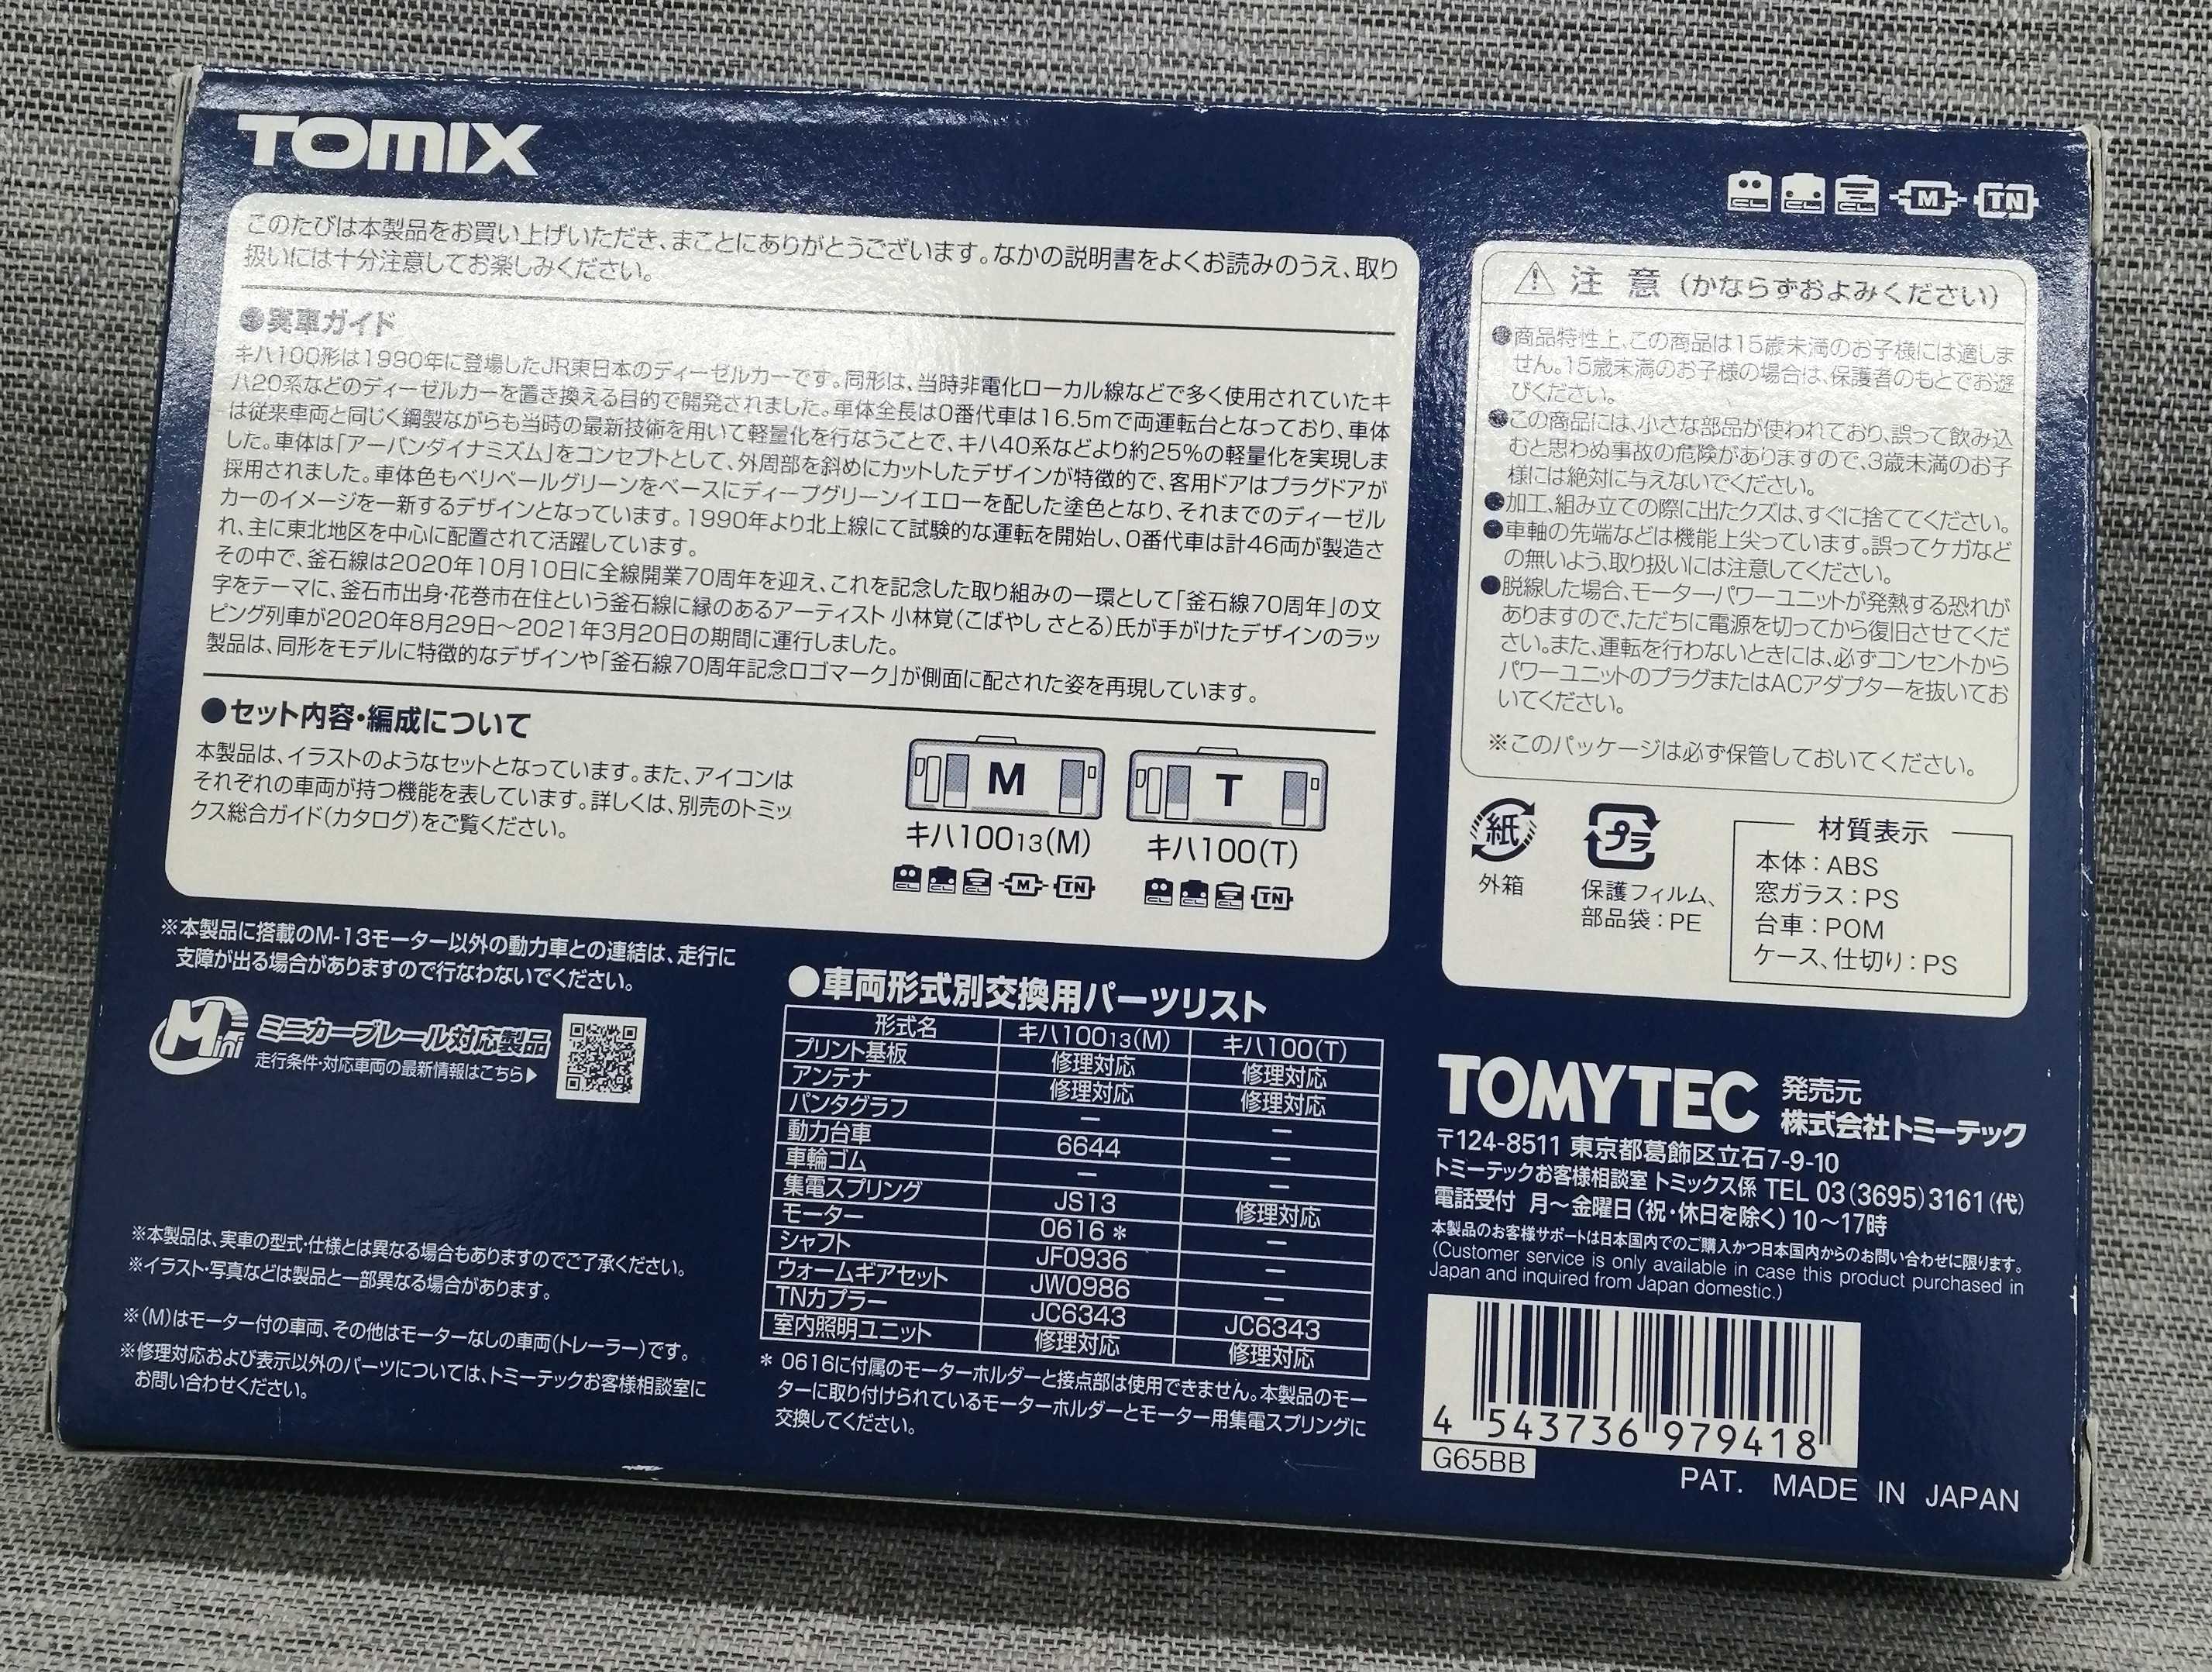 TOMIX
このたびは本製品をお買い上げいただき、まことにありがとうございます。なかの説明書をよくお読みのうえ、取り
扱いには十分注意してお楽しみください。
●実車ガイド
キハ100形は1990年に登場したJR東日本のディーゼルカーです。同形は、当時非電化ローカル線などで多く使用されていたキ
ハ20系などのディーゼルカーを置き換える目的で開発されました。車体全長は0番代車は16.5mで両運転台となっており、車体
は従来車両と同じく鋼製ながらも当時の最新技術を用いて軽量化を行なうことで、キハ40系などより約25%の軽量化を実現しま
した。車体は「アーバンダイナミズム」をコンセプトとして、外周部を斜めにカットしたデザインが特徴的で、客用ドアはプラグドアが
採用されました。車体色もベリペールグリーンをベースにディープグリーンイエローを配した塗色となり、それまでのディーゼル
カーのイメージを一新するデザインとなっています。1990年より北上線にて試験的な運転を開始し、0番代車は計46両が製造さ
れ、主に東北地区を中心に配置されて活躍しています。
その中で、釜石線は2020年10月10日に全線開業70周年を迎え、これを記念した取り組みの一環として「釜石線70周年」の文
字をテーマに、釜石市出身・花巻市在住という釜石線に縁のあるアーティスト 小林覚(こばやし さとる)氏が手がけたデザインのラッ
ピング列車が2020年8月29日～2021年3月20日の期間に運行しました。
製品は、同形をモデルに特徴的なデザインや「釜石線70周年記念ロゴマーク」が側面に配された姿を再現しています。
●セット内容・編成について
本製品は、イラストのようなセットとなっています。また、アイコンは
それぞれの車両が持つ機能を表しています。詳しくは、別売のトミッ
クス総合ガイド(カタログ)をご覧ください。
M T
キハ10013(M) キハ100(T)
CL CL CL M TN CL CL CL TN
※本製品に搭載のM-13モーター以外の動力車との連結は、走行に
支障が出る場合がありますので行なわないでください。
Mini ミニカーブレール対応製品
走行条件・対応車両の最新情報はこちら▶
※本製品は、実車の型式・仕様とは異なる場合もありますのでご了承ください。
※イラスト・写真などは製品と一部異なる場合があります。
※(M)はモーター付の車両、その他はモーターなしの車両(トレーラー)です。
※修理対応および表示以外のパーツについては、トミーテックお客様相談室に
お問い合わせください。
●車両形式別交換用パーツリスト
形式名 キハ10013(M) キハ100(T)
プリント基板 修理対応 修理対応
アンテナ 修理対応 修理対応
パンタグラフ — —
動力台車 6644 —
車輪ゴム — —
集電スプリング JS13 修理対応
モーター 0616＊ —
シャフト JF0936 —
ウォームギアセット JW0986 —
TNカプラー JC6343 JC6343
室内照明ユニット 修理対応 修理対応
＊ 0616に付属のモーターホルダーと接点部は使用できません。本製品のモー
ターに取り付けられているモーターホルダーとモーター用集電スプリングに
交換してください。
CL CL CL M TN
⚠ 注 意 (かならずおよみください)
●商品特性上、この商品は15歳未満のお子様には適しま
せん。15歳未満のお子様の場合は、保護者のもとでお遊
びください。
●この商品には、小さな部品が使われており、誤って飲み込
むと思わぬ事故の危険がありますので、3歳未満のお子
様には絶対に与えないでください。
●加工、組み立ての際に出たクズは、すぐに捨ててください。
●車軸の先端などは機能上尖っています。誤ってケガなど
の無いよう、取り扱いには注意してください。
●脱線した場合、モーター・パワーユニットが発熱する恐れが
ありますので、ただちに電源を切ってから復旧させてくだ
さい。また、運転を行わないときには、必ずコンセントから
パワーユニットのプラグまたはACアダプターを抜いてお
いてください。
※このパッケージは必ず保管しておいてください。
紙
外箱
プラ
保護フィルム、
部品袋：PE
材質表示
本体：ABS
窓ガラス：PS
台車：POM
ケース、仕切り：PS
TOMYTEC 発売元
株式会社トミーテック
〒124-8511 東京都葛飾区立石7-9-10
トミーテックお客様相談室 トミックス係 TEL 03(3695)3161(代)
電話受付 月～金曜日(祝・休日を除く)10～17時
本製品のお客様サポートは日本国内でのご購入かつ日本国内からのお問い合わせに限ります。
(Customer service is only available in case this product purchased in
Japan and inquired from Japan domestic.)
4 543736 979418
G65BB
PAT. MADE IN JAPAN